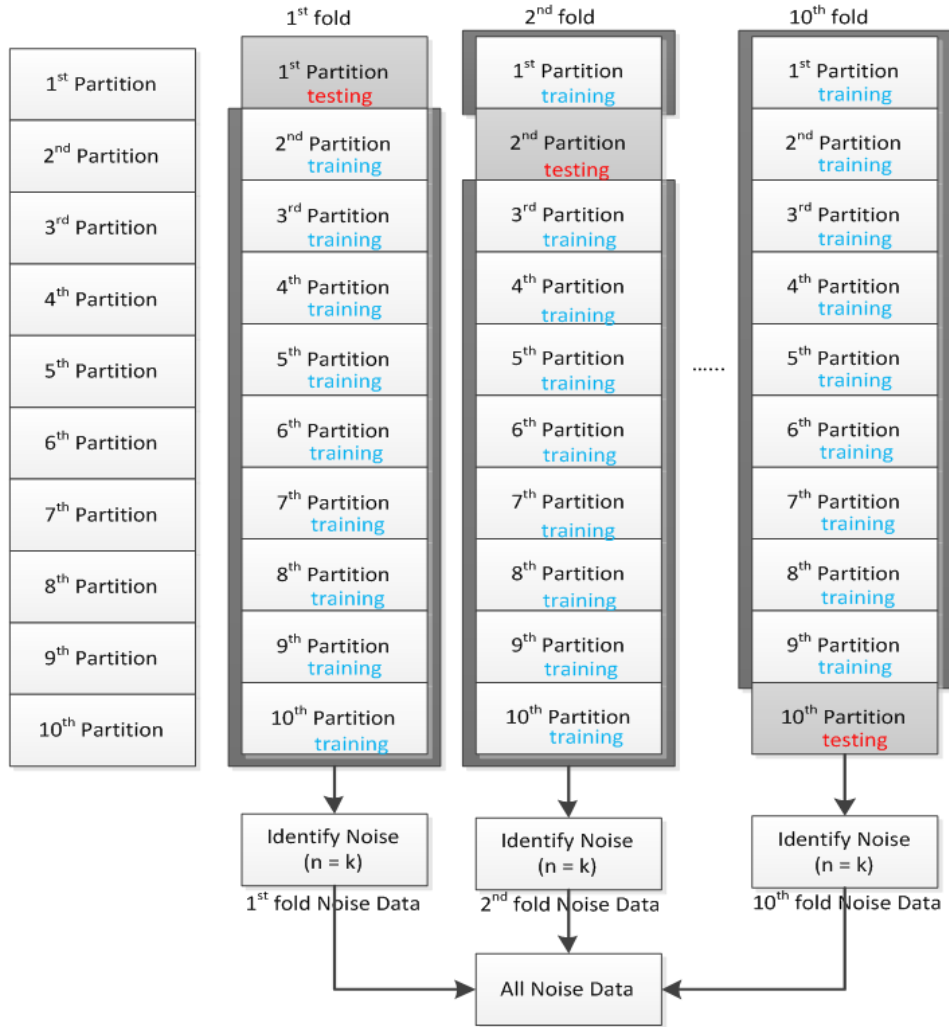 1st fold
2nd fold
10th fold
1st Partition
2nd Partition
3rd Partition
4th Partition
5th Partition
6th Partition
7th Partition
8th Partition
9th Partition
10th Partition
1st Partition
testing
2nd Partition
training
3rd Partition
training
4th Partition
training
5th Partition
training
6th Partition
training
7th Partition
training
8th Partition
training
9th Partition
training
10th Partition
training
1st Partition
training
2nd Partition
testing
3rd Partition
training
4th Partition
training
5th Partition
training
6th Partition
training
7th Partition
training
8th Partition
training
9th Partition
training
10th Partition
training
......
1st Partition
training
2nd Partition
training
3rd Partition
training
4th Partition
training
5th Partition
training
6th Partition
training
7th Partition
training
8th Partition
training
9th Partition
training
10th Partition
testing
Identify Noise
(n = k)
Identify Noise
(n = k)
Identify Noise
(n = k)
1st fold Noise Data
2nd fold Noise Data
10th fold Noise Data
All Noise Data